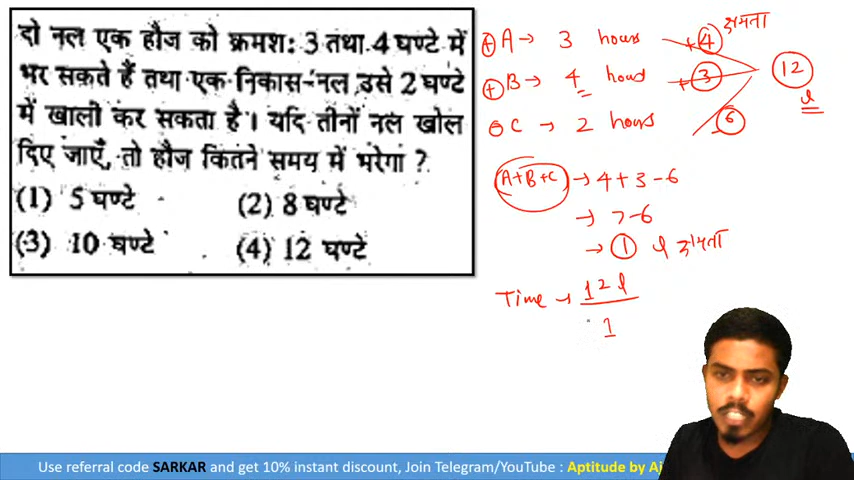 दो नल एक हौज को क्रमश: 3 तथा 4 घण्टे में
भर सकते हैं तथा एक निकास-नल उसे 2 घण्टे
में खाली कर सकता है। यदि तीनों नल खोल
दिए जाएँ, तो हौज कितने समय में भरेगा ?
(1) 5 घण्टे (2) 8 घण्टे
(3) 10 घण्टे (4) 12 घण्टे
+ A → 3 hours +4 क्षमता
+ B → 4 hours +3 12 l
- C → 2 hours -6
A+B+C → 4+3-6
→ 7-6
→ 1 l क्षमता
Time → 12 l
1
Use referral code SARKAR and get 10% instant discount, Join Telegram/YouTube : Aptitude by Aj